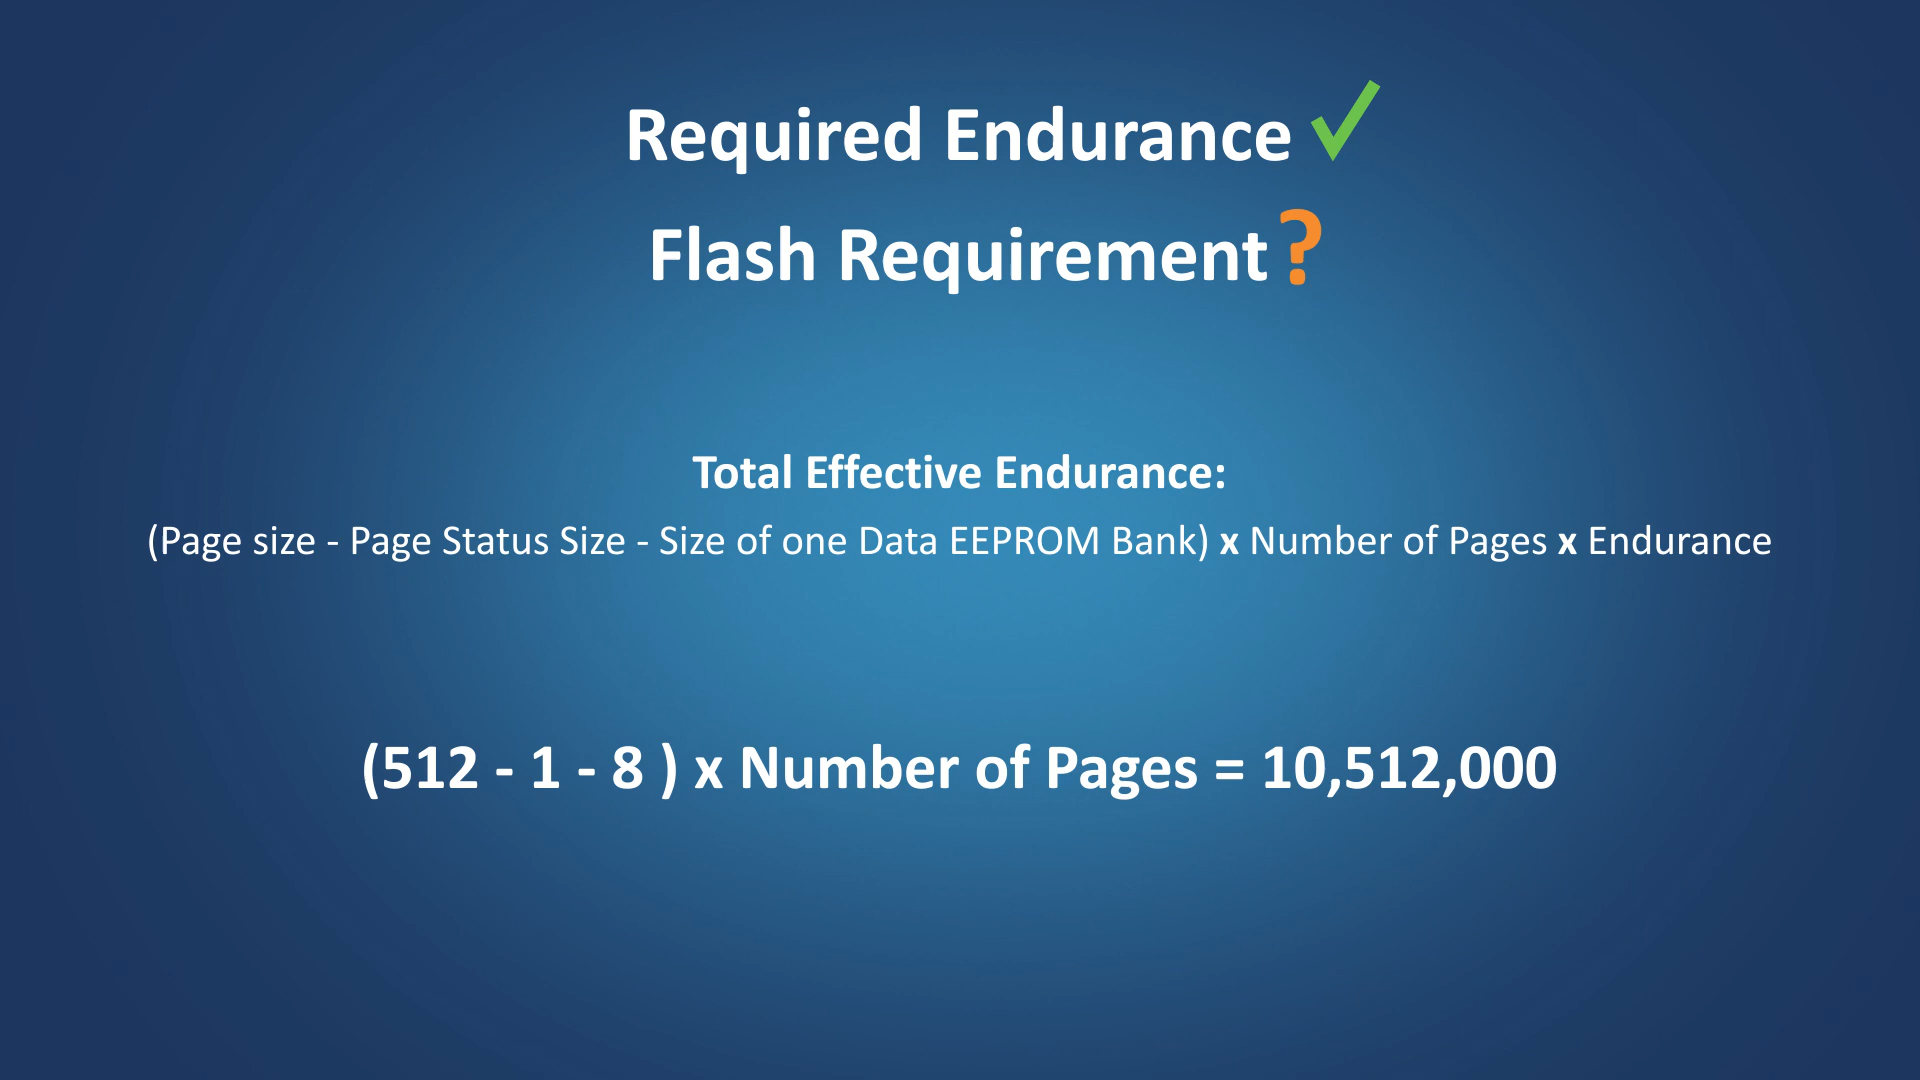 Required Endurance
Flash Requirement?
Total Effective Endurance:
(Page size - Page Status Size - Size of one Data EEPROM Bank) x Number of Pages x Endurance
(512 - 1 - 8 ) x Number of Pages = 10,512,000